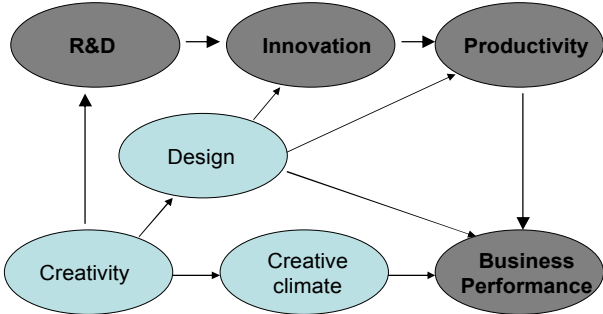 R&D
Innovation
Productivity
Design
Creativity
Creative
climate
Business
Performance